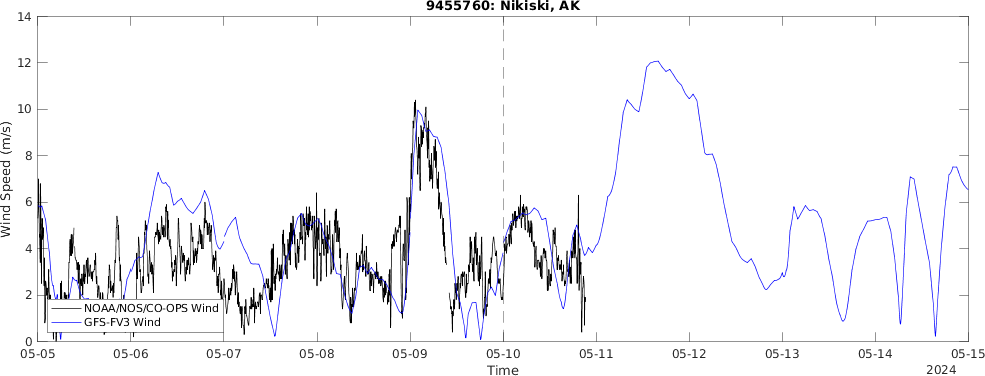 9455760: Nikiski, AK
Wind Speed (m/s)
14
12
10
8
6
4
2
0
NOAA/NOS/CO-OPS Wind
GFS-FV3 Wind
05-05 05-06 05-07 05-08 05-09 05-10 05-11 05-12 05-13 05-14 05-15
Time
2024